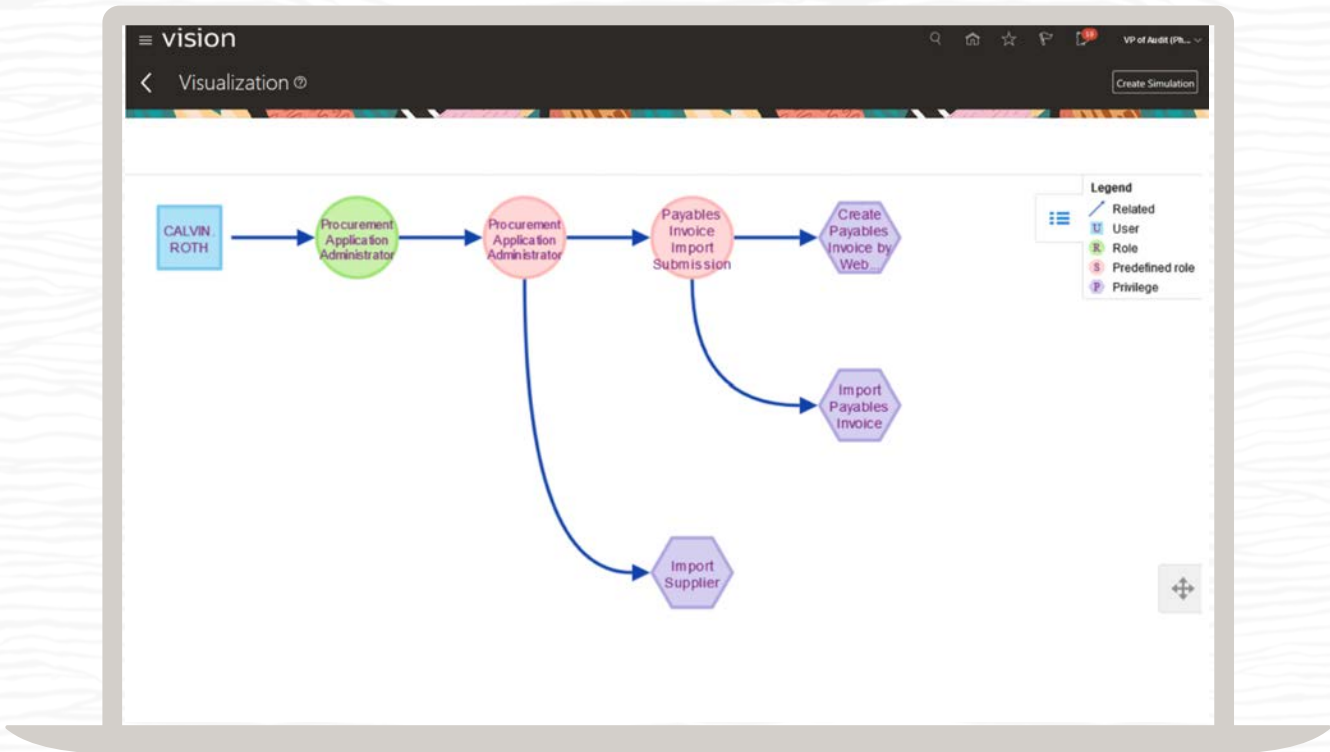 vision
18
VP of Audit (Ph...
Visualization
Create Simulation
CALVIN.
ROTH
Procurement
Application
Administrator
Procurement
Application
Administrator
Payables
Invoice
Import
Submission
Create
Payables
Invoice by
Web...
Import
Payables
Invoice
Import
Supplier
Legend
Related
U User
R Role
S Predefined role
P Privilege